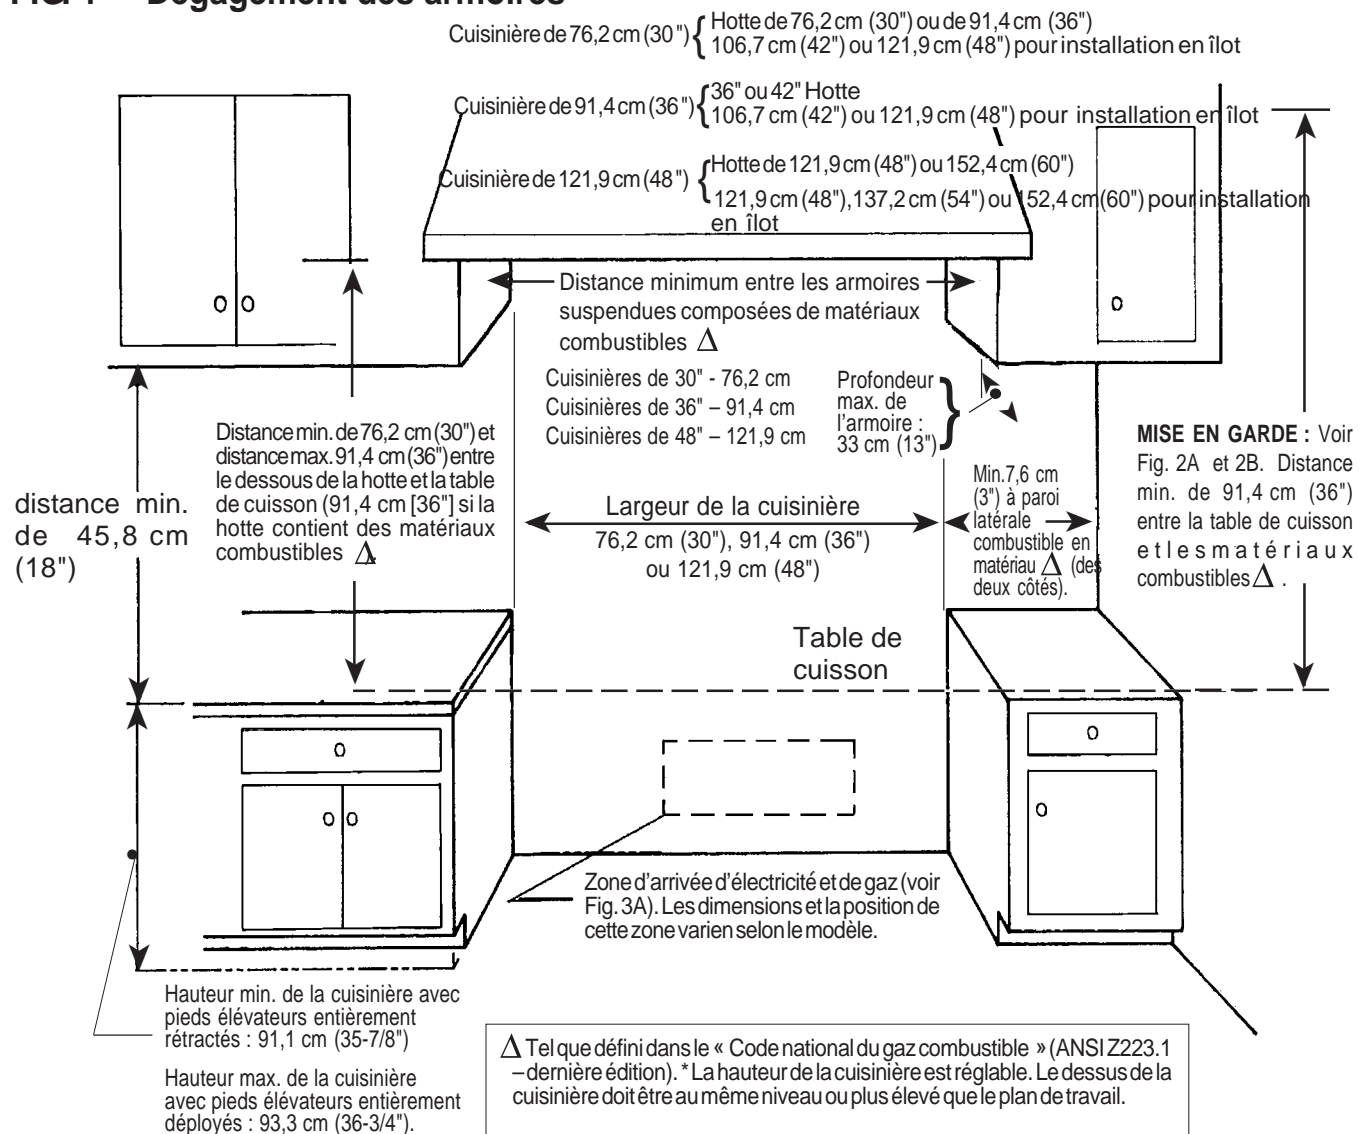 Dégagement des armoires
Cuisinière de 76,2 cm (30") { Hotte de 76,2 cm (30") ou de 91,4 cm (36")
106,7 cm (42") ou 121,9 cm (48") pour installation en îlot
Cuisinière de 91,4 cm (36") { 36" ou 42" Hotte
106,7 cm (42") ou 121,9 cm (48") pour installation en îlot
Cuisinière de 121,9 cm (48") { Hotte de 121,9 cm (48") ou 152,4 cm (60")
121,9 cm (48"), 137,2 cm (54") ou 152,4 cm (60") pour installation
en îlot
Distance minimum entre les armoires
suspendues composées de matériaux
combustibles Δ
Cuisinières de 30" - 76,2 cm
Cuisinières de 36" – 91,4 cm
Cuisinières de 48" – 121,9 cm
Profondeur
max. de
l'armoire :
33 cm (13")
Distance min. de 76,2 cm (30") et
distance max. 91,4 cm (36") entre
le dessous de la hotte et la table
de cuisson (91,4 cm [36"] si la
hotte contient des matériaux
combustibles Δ.
distance min.
de 45,8 cm
(18")
Largeur de la cuisinière
76,2 cm (30"), 91,4 cm (36")
ou 121,9 cm (48")
Min.7,6 cm
(3") à paroi
latérale
combustible en
matériau Δ (des
deux côtés).
MISE EN GARDE : Voir
Fig. 2A et 2B. Distance
min. de 91,4 cm (36")
entre la table de cuisson
et les matériaux
combustibles Δ .
Table de
cuisson
Zone d'arrivée d'électricité et de gaz (voir
Fig. 3A). Les dimensions et la position de
cette zone varien selon le modèle.
Hauteur min. de la cuisinière avec
pieds élévateurs entièrement
rétractés : 91,1 cm (35-7/8")
Hauteur max. de la cuisinière
avec pieds élévateurs entièrement
déployés : 93,3 cm (36-3/4").
Δ Tel que défini dans le « Code national du gaz combustible » (ANSI Z223.1
– dernière édition). * La hauteur de la cuisinière est réglable. Le dessus de la
cuisinière doit être au même niveau ou plus élevé que le plan de travail.